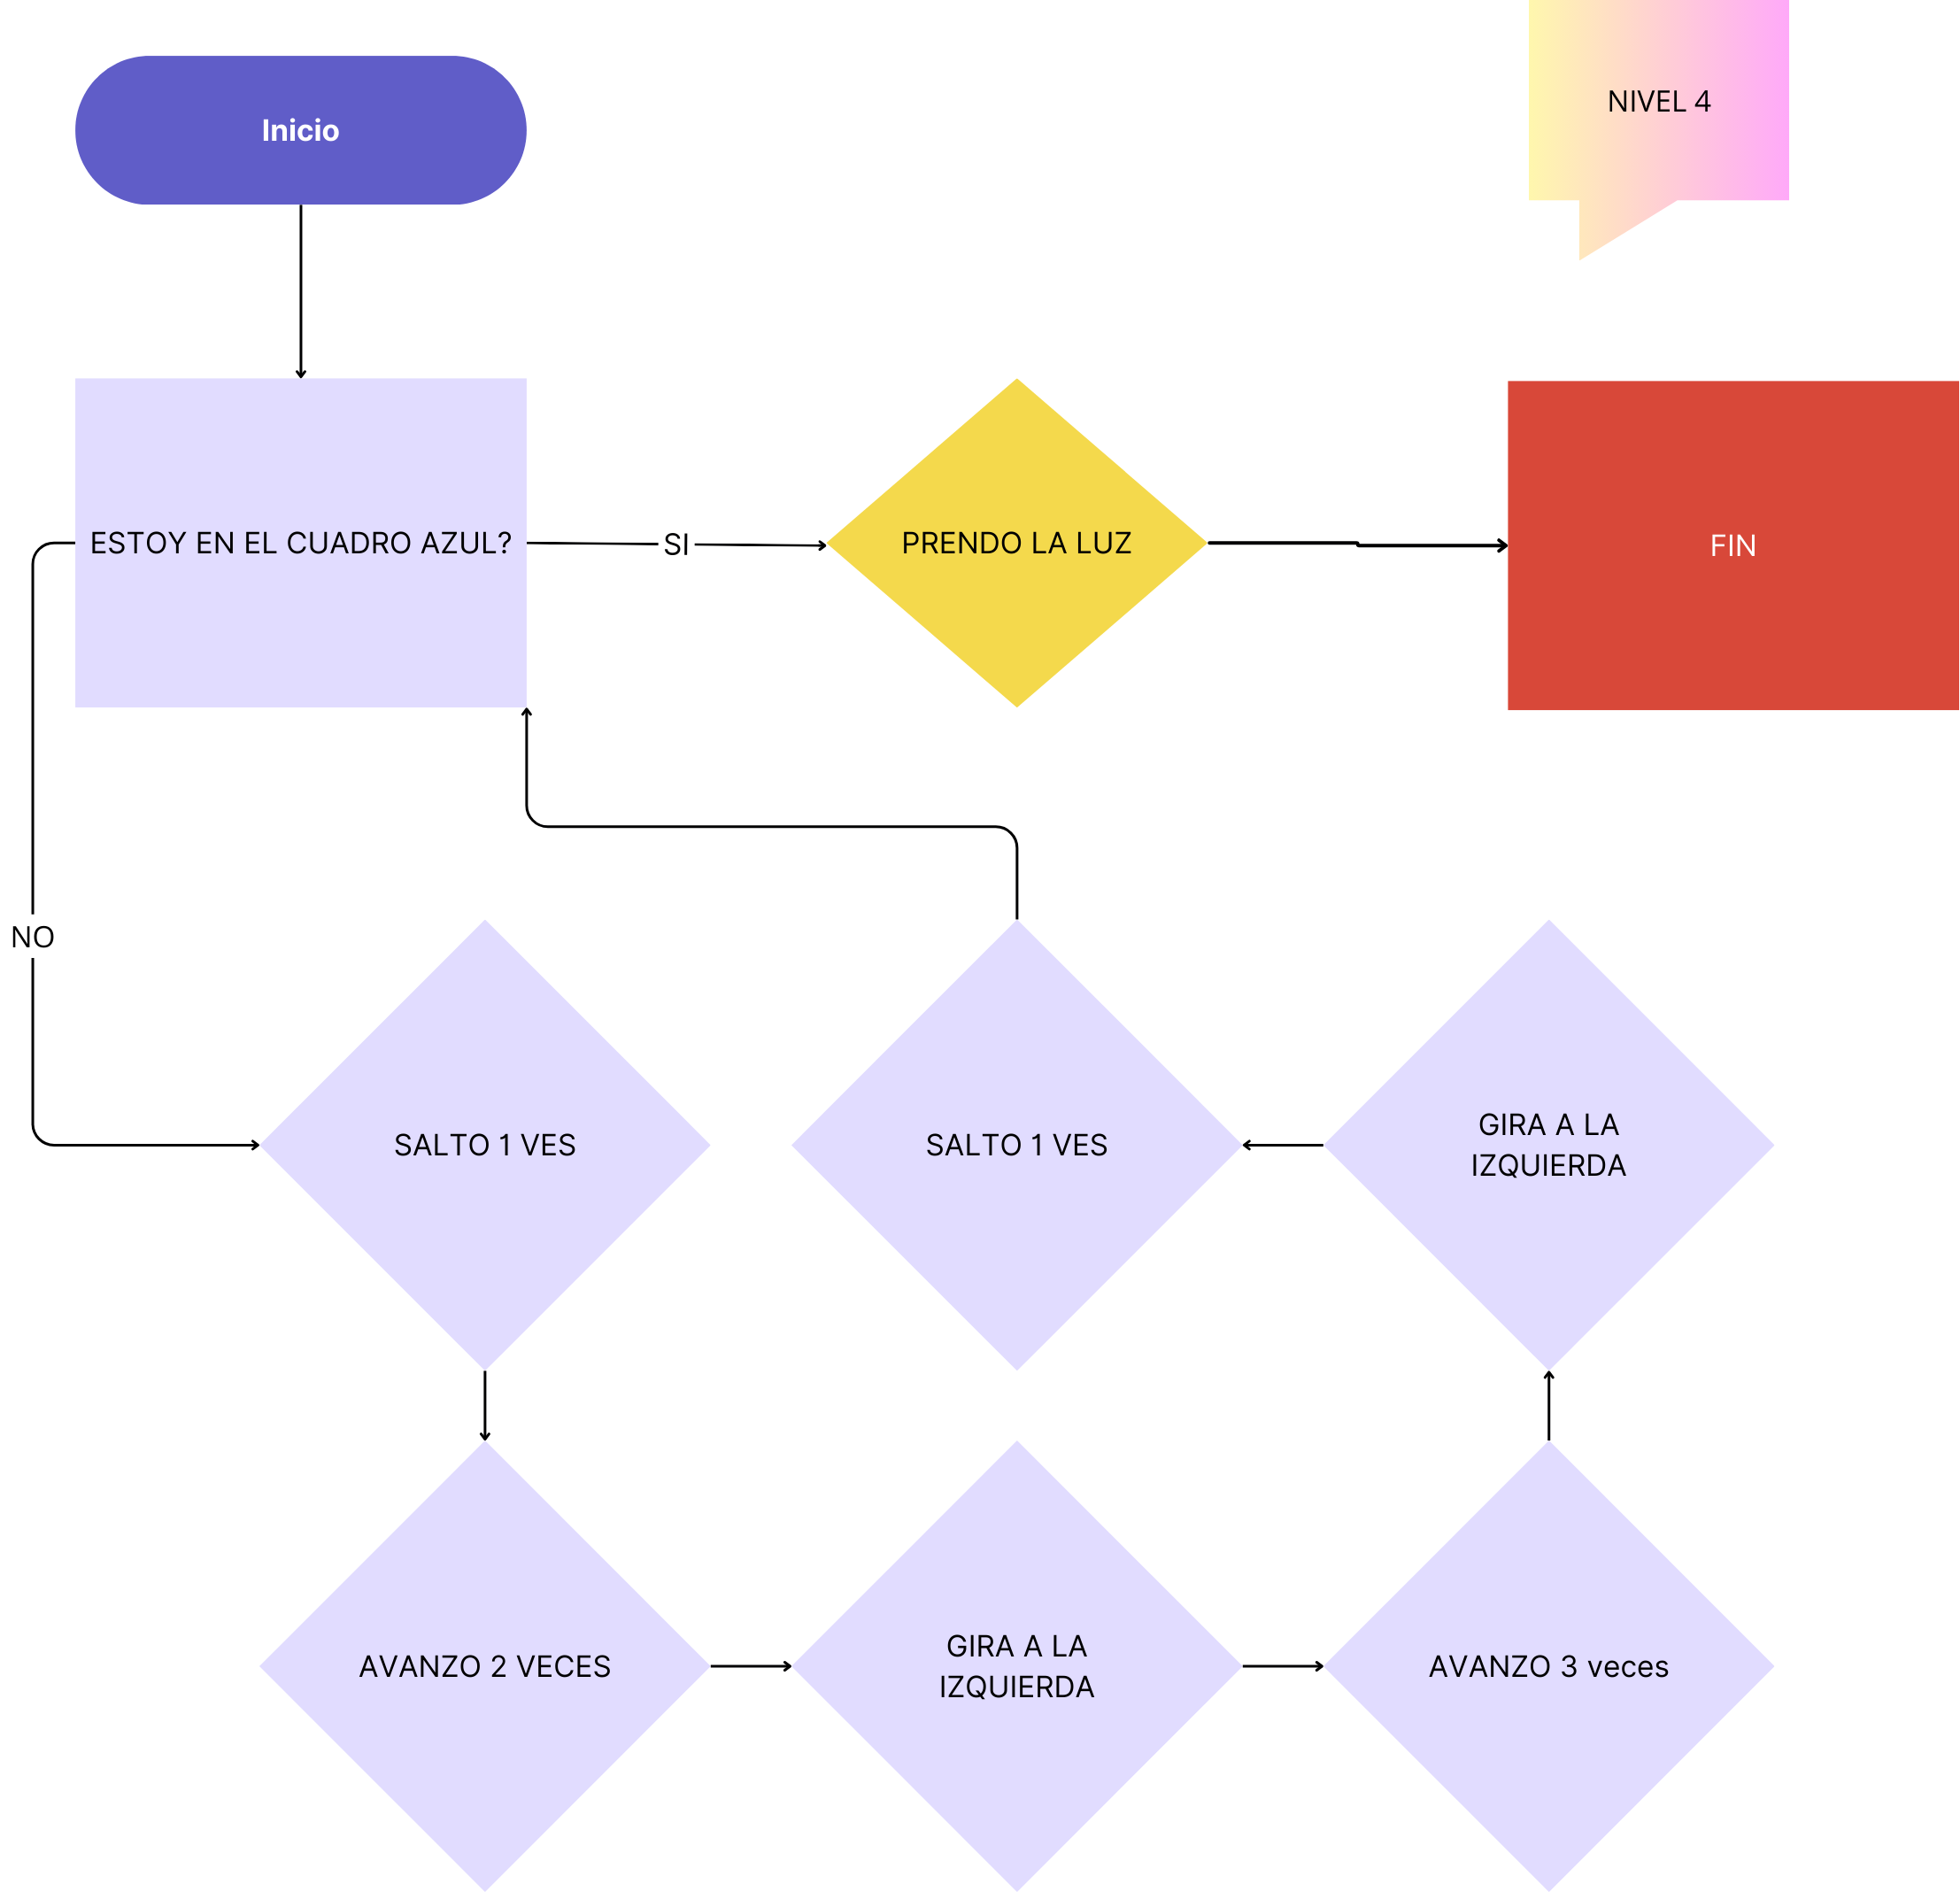 Inicio
NIVEL 4
ESTOY EN EL CUADRO AZUL?
SI
PRENDO LA LUZ
FIN
NO
SALTO 1 VES
SALTO 1 VES
GIRA A LA
IZQUIERDA
AVANZO 2 VECES
GIRA A LA
IZQUIERDA
AVANZO 3 veces